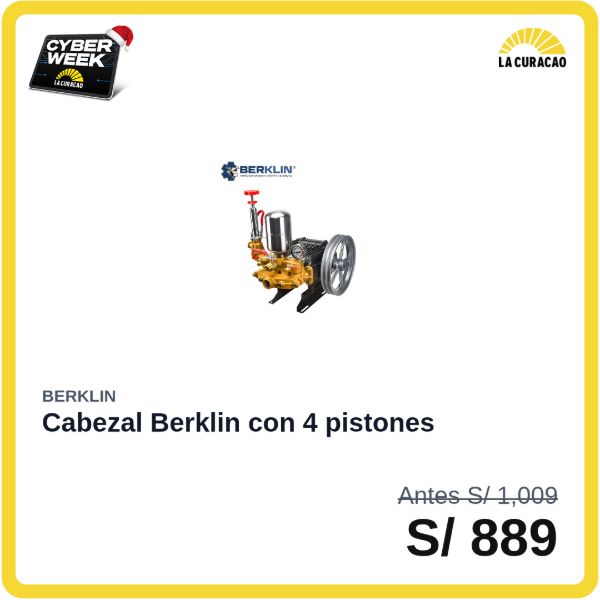 CYBER
WEEK
LA CURACAO
LA CURACAO
BERKLIN
BERKLIN
Cabezal Berklin con 4 pistones
Antes S/ 1,009
S/ 889